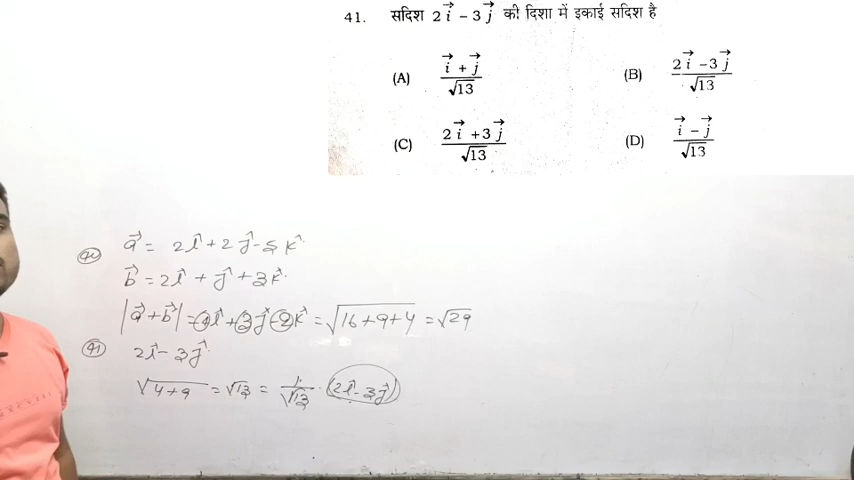 41. सदिश 2i⃗ – 3j⃗ की दिशा में इकाई सदिश है
(A) (i⃗ + j⃗)/√13 (B) (2i⃗ – 3j⃗)/√13
(C) (2i⃗ + 3j⃗)/√13 (D) (i⃗ – j⃗)/√13
40 a⃗ = 2î + 2ĵ – 5k̂
b⃗ = 2î + ĵ + 3k̂
|a⃗ + b⃗| = 4î + 3ĵ – 2k̂ = √(16+9+4) = √29
41 2î – 3ĵ
√(4+9) = √13 = 1/√13 · (2î – 3ĵ)